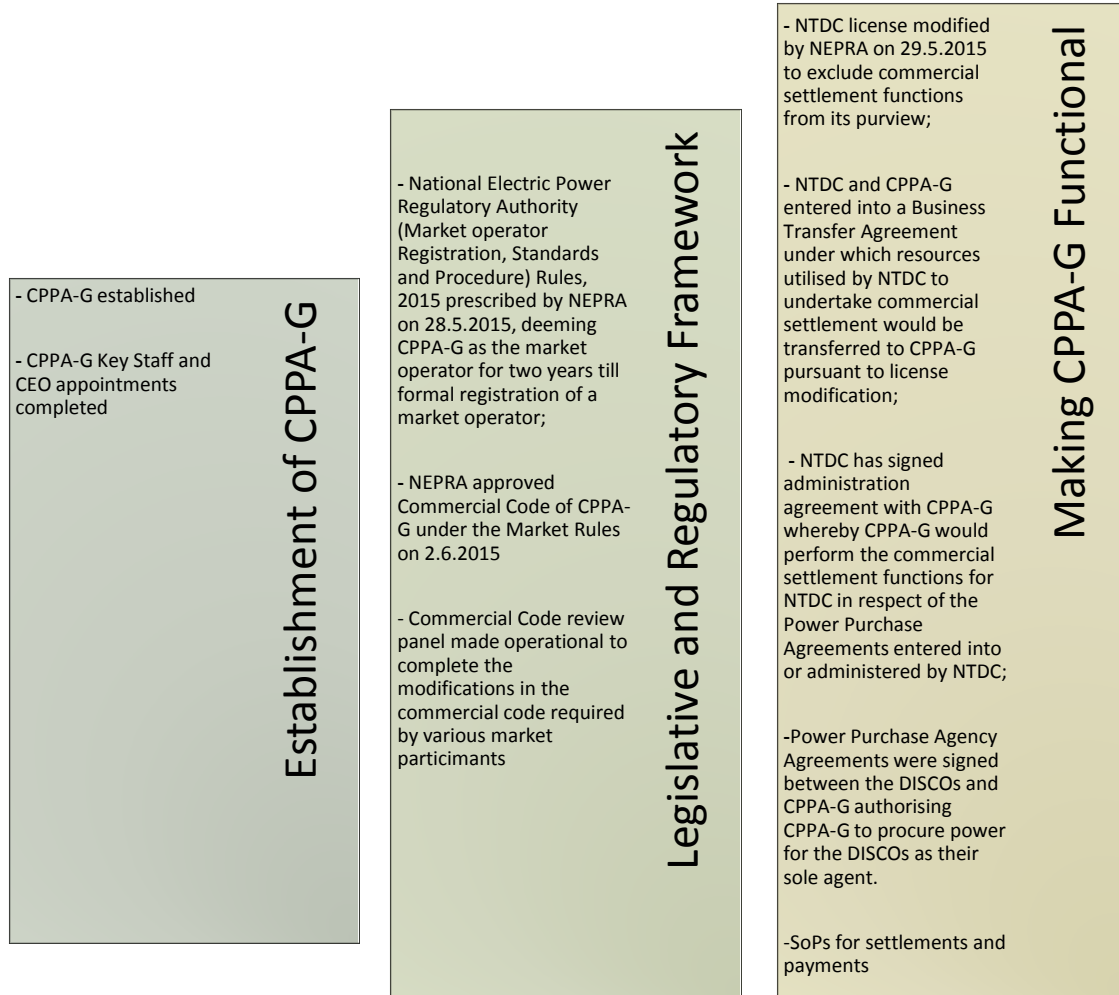 - CPPA-G established
- CPPA-G Key Staff and
CEO appointments
completed
Establishment of CPPA-G
- National Electric Power
Regulatory Authority
(Market operator
Registration, Standards
and Procedure) Rules,
2015 prescribed by NEPRA
on 28.5.2015, deeming
CPPA-G as the market
operator for two years till
formal registration of a
market operator;
- NEPRA approved
Commercial Code of CPPA-
G under the Market Rules
on 2.6.2015
- Commercial Code review
panel made operational to
complete the
modifications in the
commercial code required
by various market
particimants
Legislative and Regulatory Framework
- NTDC license modified
by NEPRA on 29.5.2015
to exclude commercial
settlement functions
from its purview;
- NTDC and CPPA-G
entered into a Business
Transfer Agreement
under which resources
utilised by NTDC to
undertake commercial
settlement would be
transferred to CPPA-G
pursuant to license
modification;
- NTDC has signed
administration
agreement with CPPA-G
whereby CPPA-G would
perform the commercial
settlement functions for
NTDC in respect of the
Power Purchase
Agreements entered into
or administered by NTDC;
-Power Purchase Agency
Agreements were signed
between the DISCOs and
CPPA-G authorising
CPPA-G to procure power
for the DISCOs as their
sole agent.
-SoPs for settlements and
payments
Making CPPA-G Functional